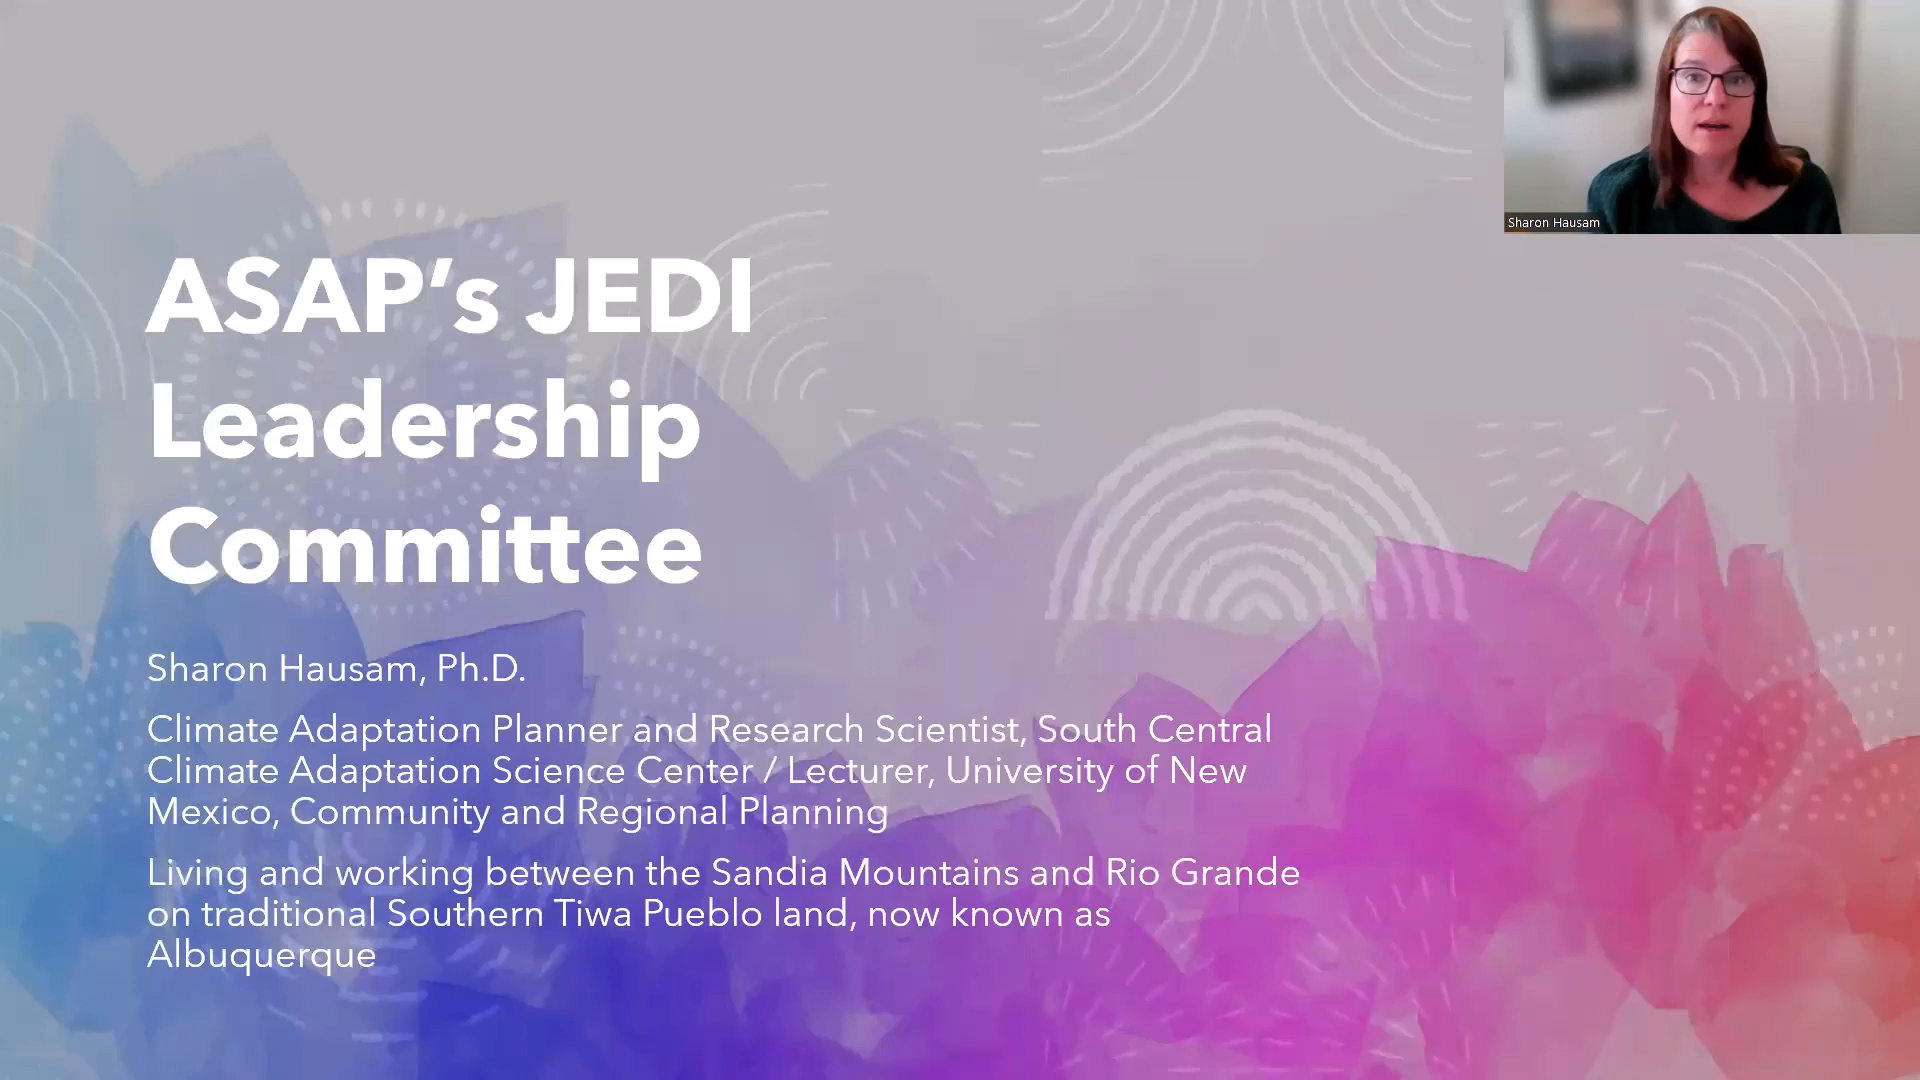 ASAP’s JEDI
Leadership
Committee
Sharon Hausam, Ph.D.
Climate Adaptation Planner and Research Scientist, South Central
Climate Adaptation Science Center / Lecturer, University of New
Mexico, Community and Regional Planning
Living and working between the Sandia Mountains and Rio Grande
on traditional Southern Tiwa Pueblo land, now known as
Albuquerque
Sharon Hausam